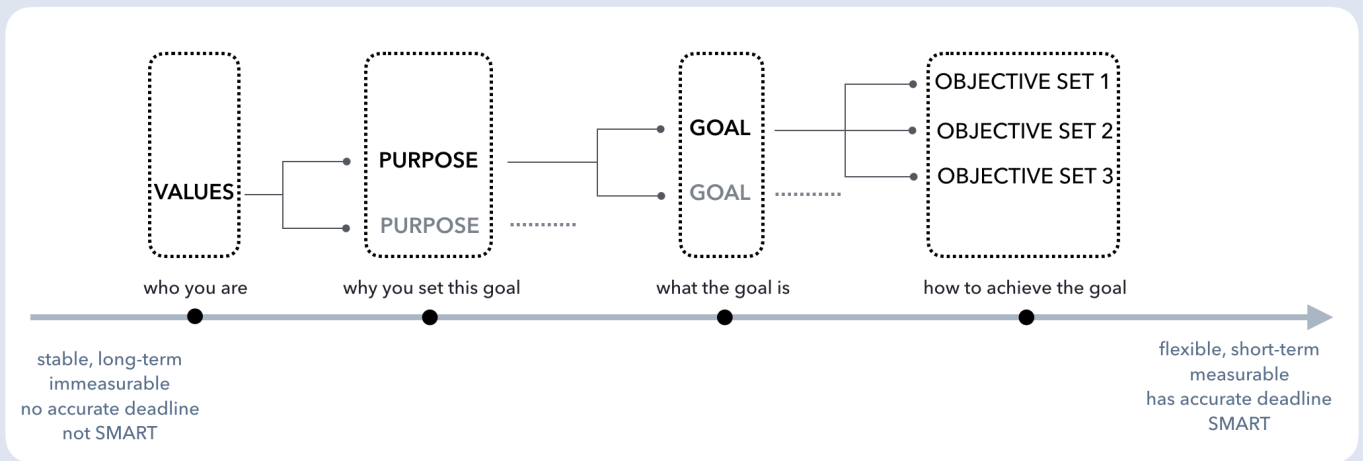 VALUES
PURPOSE
PURPOSE
GOAL
GOAL
OBJECTIVE SET 1
OBJECTIVE SET 2
OBJECTIVE SET 3
who you are
why you set this goal
what the goal is
how to achieve the goal
stable, long-term
immeasurable
no accurate deadline
not SMART
flexible, short-term
measurable
has accurate deadline
SMART